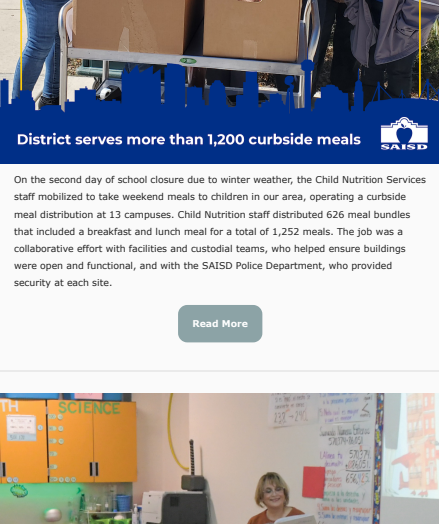 District serves more than 1,200 curbside meals
SAISD
On the second day of school closure due to winter weather, the Child Nutrition Services
staff mobilized to take weekend meals to children in our area, operating a curbside
meal distribution at 13 campuses. Child Nutrition staff distributed 626 meal bundles
that included a breakfast and lunch meal for a total of 1,252 meals. The job was a
collaborative effort with facilities and custodial teams, who helped ensure buildings
were open and functional, and with the SAISD Police Department, who provided
security at each site.
Read More
TH
SCIENCE